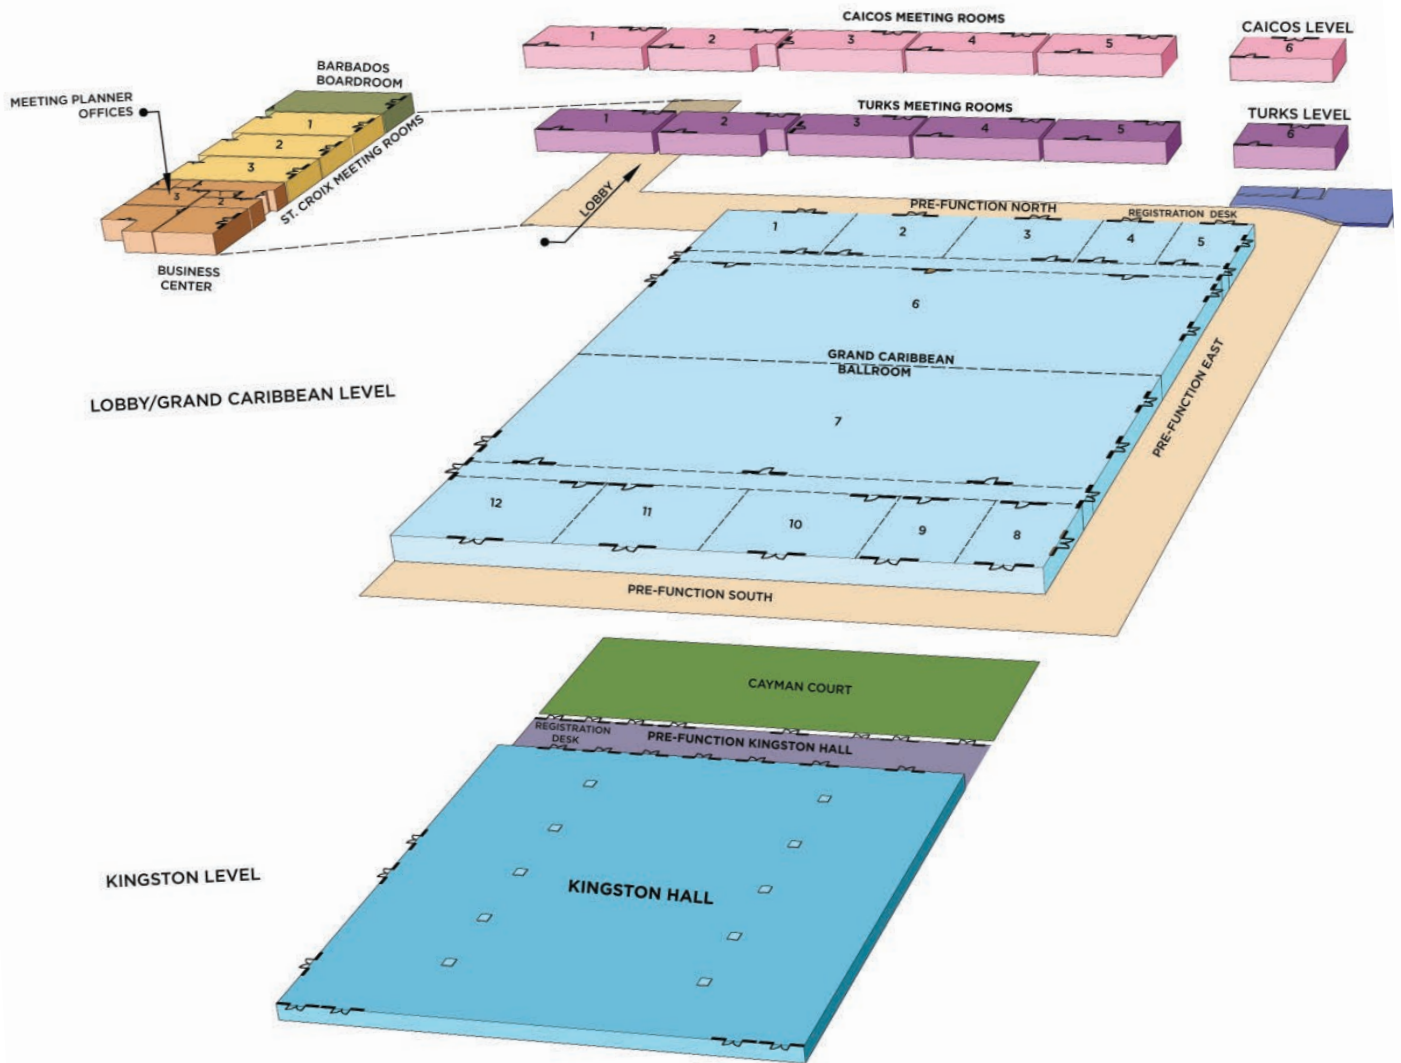 CAICOS MEETING ROOMS
1
2
3
4
5
CAICOS LEVEL
6
BARBADOS
BOARDROOM
MEETING PLANNER
OFFICES
1
2
3
ST. CROIX MEETING ROOMS
3
2
1
BUSINESS
CENTER
TURKS MEETING ROOMS
1
2
3
4
5
TURKS LEVEL
6
LOBBY
PRE-FUNCTION NORTH
REGISTRATION DESK
1
2
3
4
5
6
GRAND CARIBBEAN
BALLROOM
7
PRE-FUNCTION EAST
LOBBY/GRAND CARIBBEAN LEVEL
12
11
10
9
8
PRE-FUNCTION SOUTH
CAYMAN COURT
REGISTRATION
DESK
PRE-FUNCTION KINGSTON HALL
KINGSTON HALL
KINGSTON LEVEL